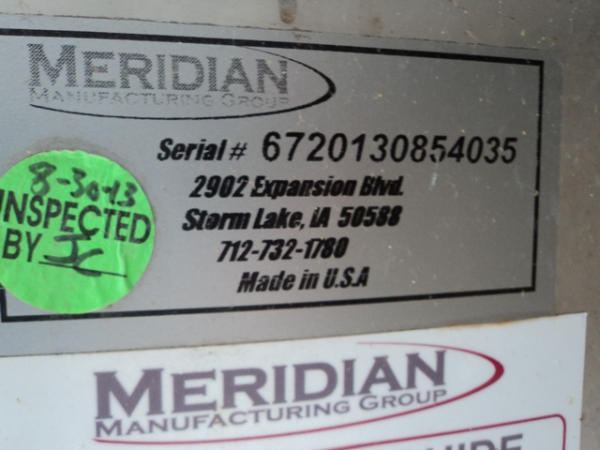 MERIDIAN
MANUFACTURING GROUP
Serial # 6720130854035
2902 Expansion Blvd.
Storm Lake, IA 50588
712-732-1780
Made in U.S.A
8-30-13
INSPECTED
BY JC
MERIDIAN
MANUFACTURING GROUP